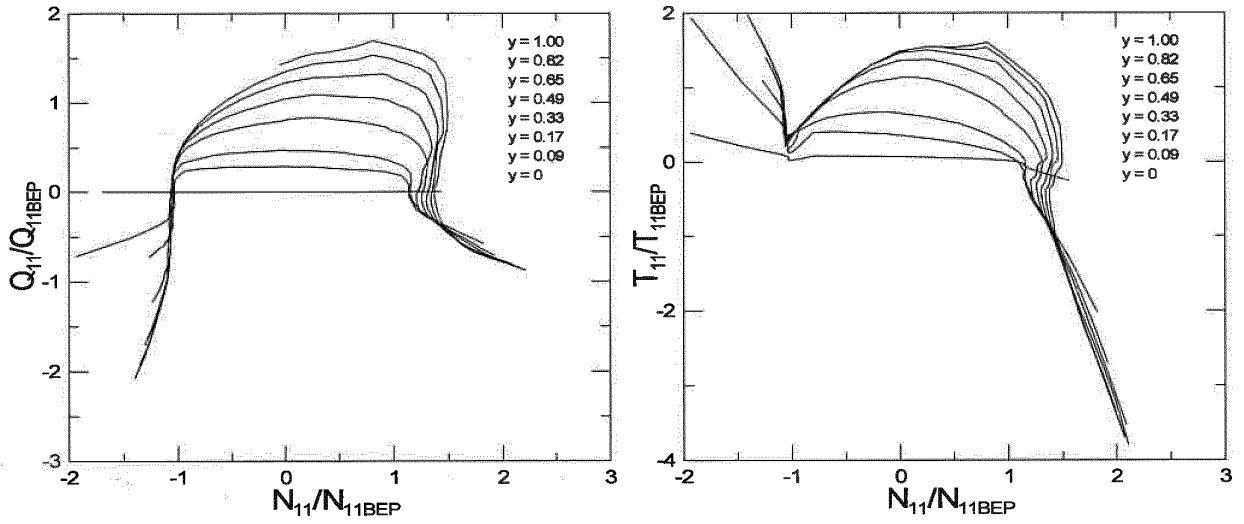 2
1
0
-1
-2
-3
-2
-1
0
1
2
3
Q11/Q11BEP
N11/N11BEP
y = 1.00
y = 0.82
y = 0.65
y = 0.49
y = 0.33
y = 0.17
y = 0.09
y = 0
2
0
-2
-4
-2
-1
0
1
2
3
T11/T11BEP
N11/N11BEP
y = 1.00
y = 0.82
y = 0.65
y = 0.49
y = 0.33
y = 0.17
y = 0.09
y = 0